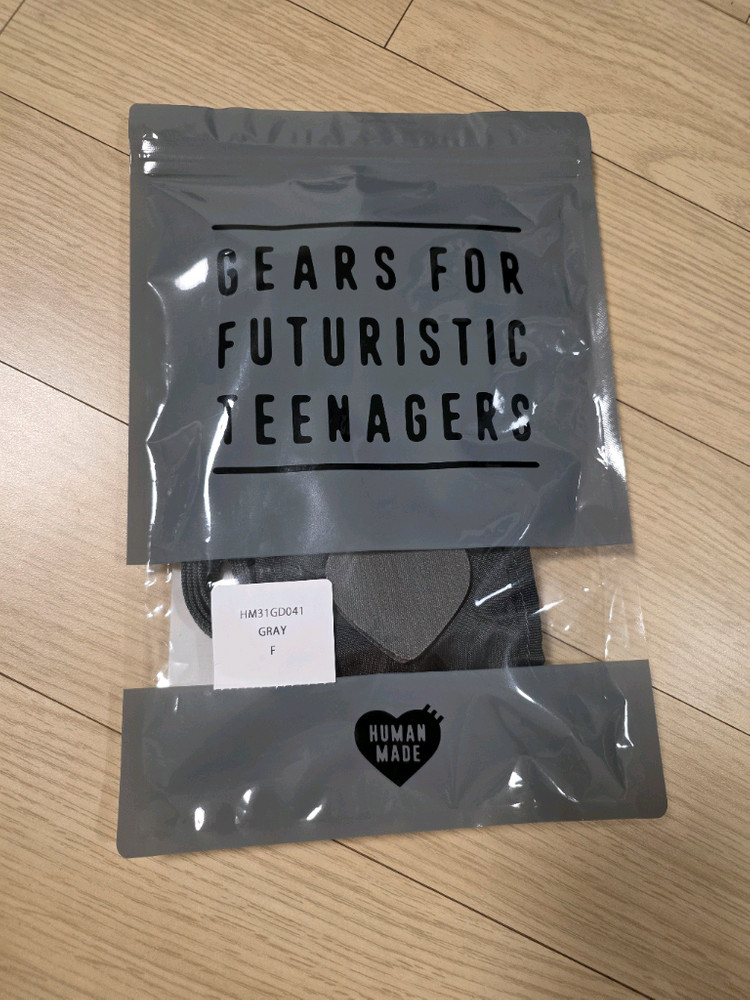 GEARS FOR
FUTURISTIC
TEENAGERS
HM31GD041
GRAY
F
HUMAN
MADE